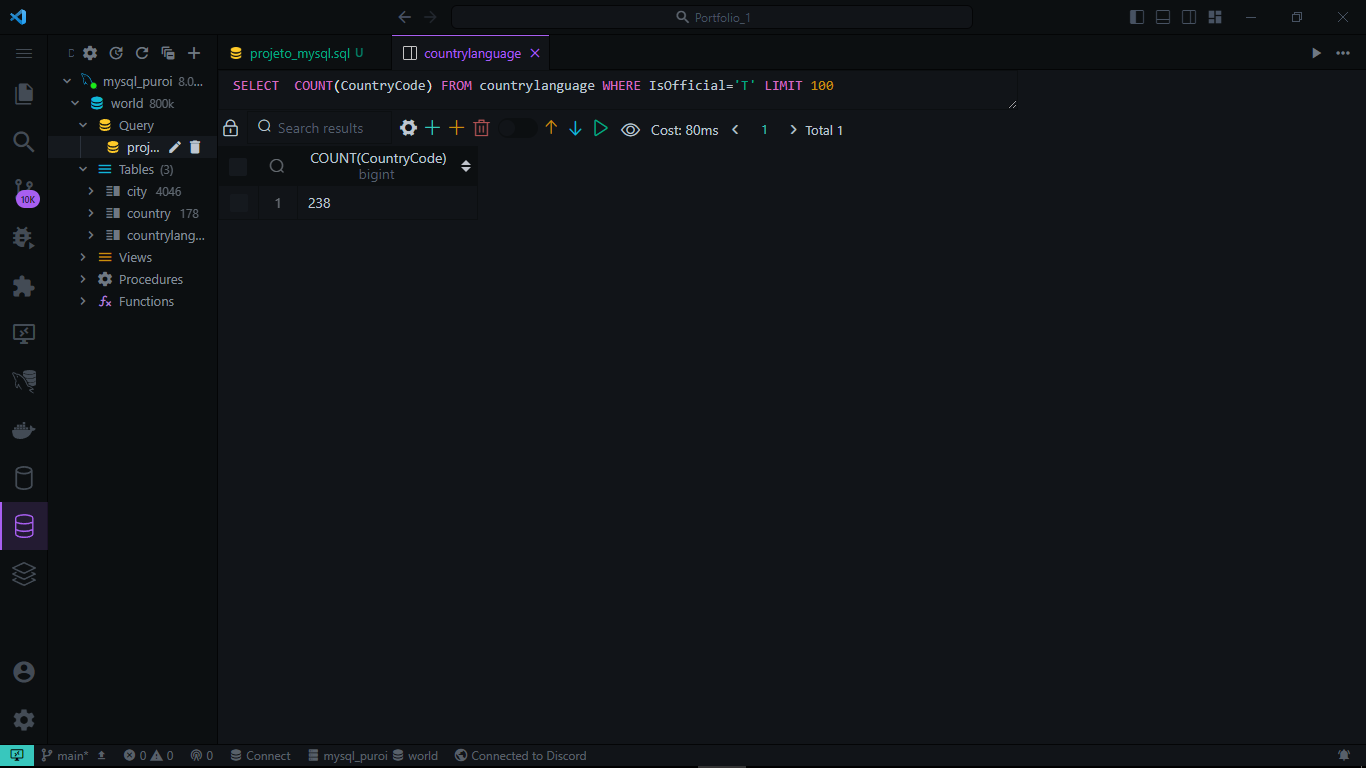 Portfolio_1
projeto_mysql.sql U
countrylanguage
mysql_puroi 8.0...
world 800k
Query
proj...
Tables (3)
city 4046
country 178
countrylang...
Views
Procedures
Functions
10K
SELECT  COUNT(CountryCode) FROM countrylanguage WHERE IsOfficial='T' LIMIT 100
Search results
Cost: 80ms
1
Total 1
COUNT(CountryCode)
bigint
1 238
main* 0 0 0 Connect mysql_puroi world Connected to Discord